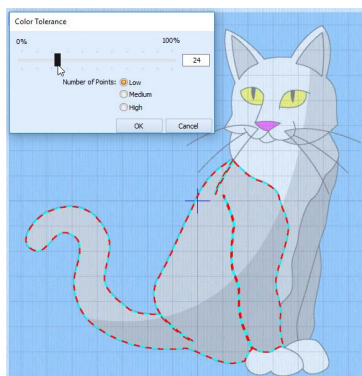 Color Tolerance
0% 100%
24
Number of Points: Low
Medium
High
OK Cancel